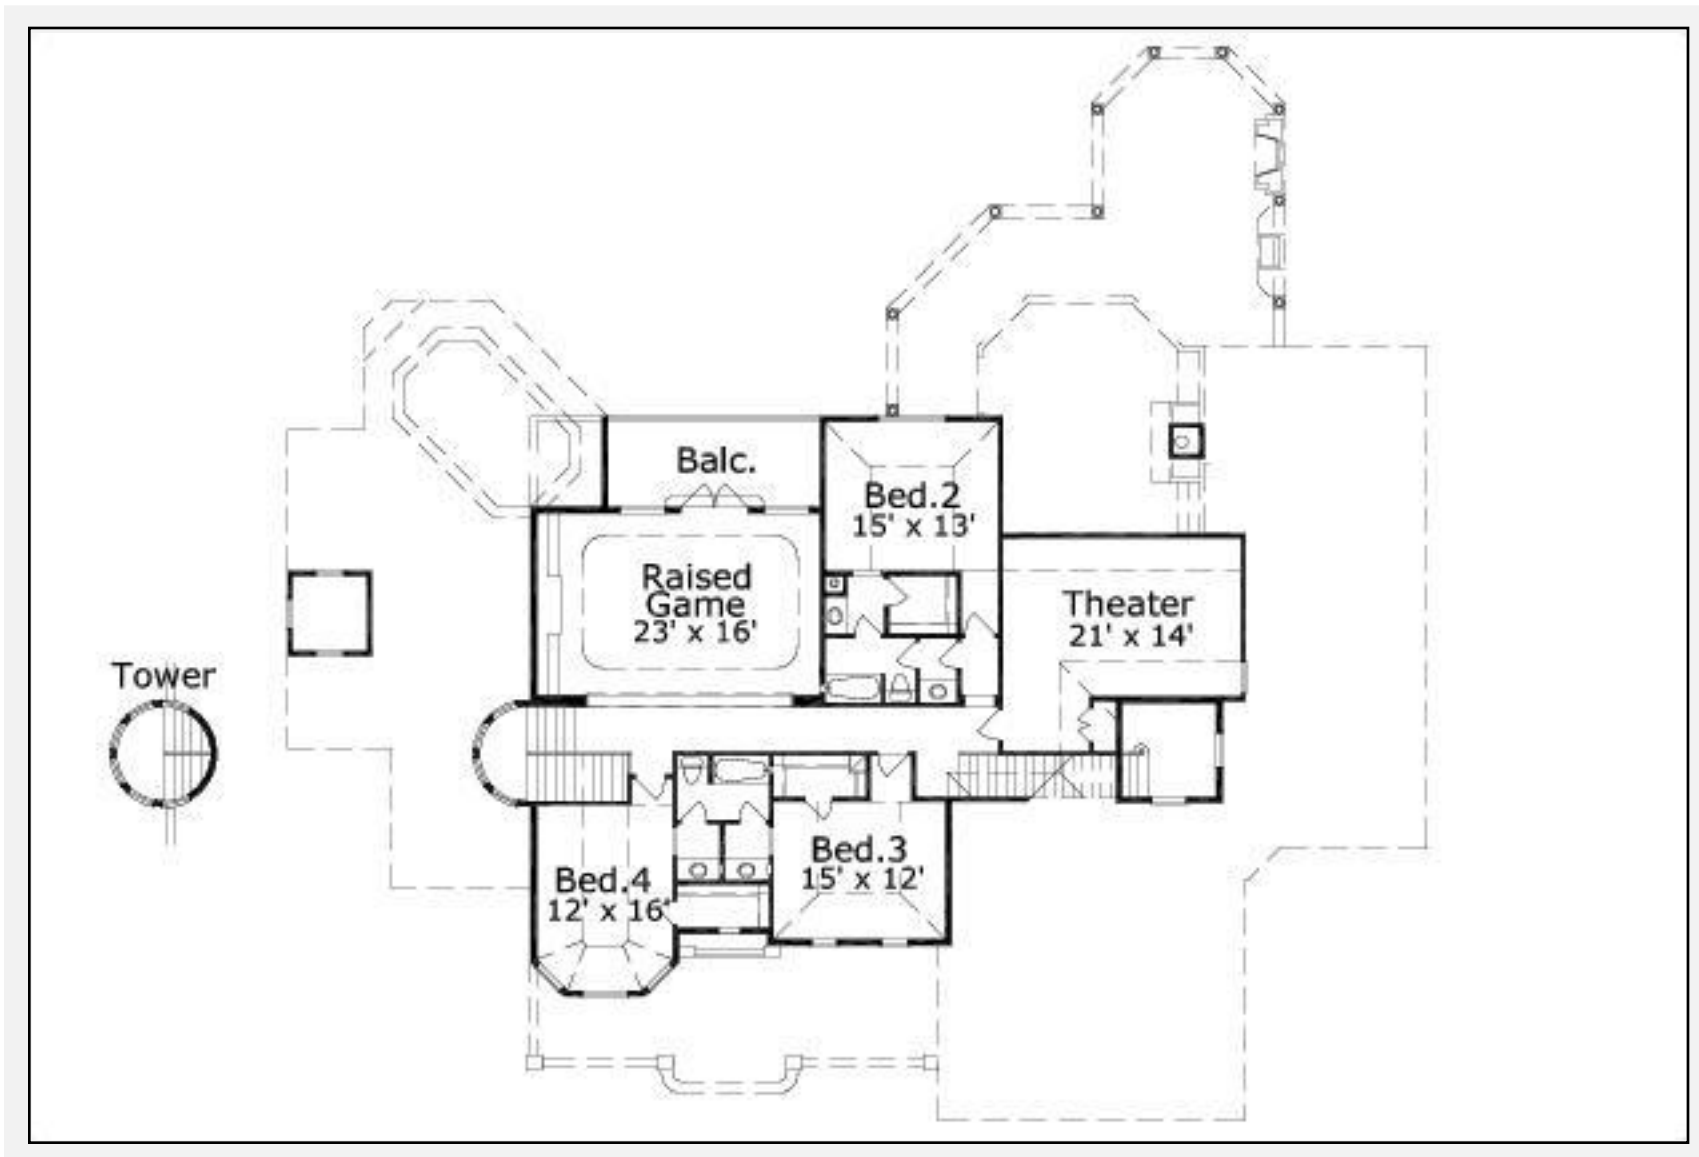 Balc.
Bed.2
15' x 13'
Raised
Game
23' x 16'
Theater
21' x 14'
Tower
Bed.3
15' x 12'
Bed.4
12' x 16'